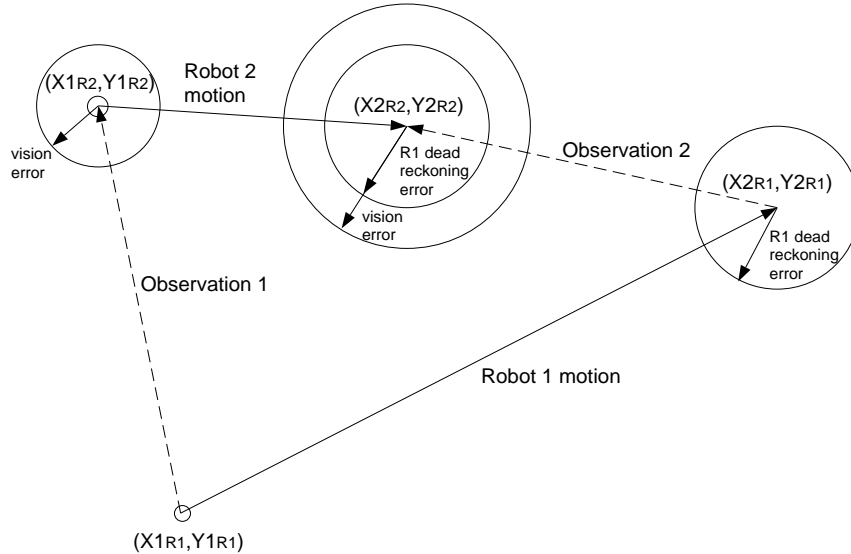 (X1R2,Y1R2)
Robot 2
motion
(X2R2,Y2R2)
vision
error
R1 dead
reckoning
error
vision
error
Observation 2
(X2R1,Y2R1)
R1 dead
reckoning
error
Observation 1
Robot 1 motion
(X1R1,Y1R1)